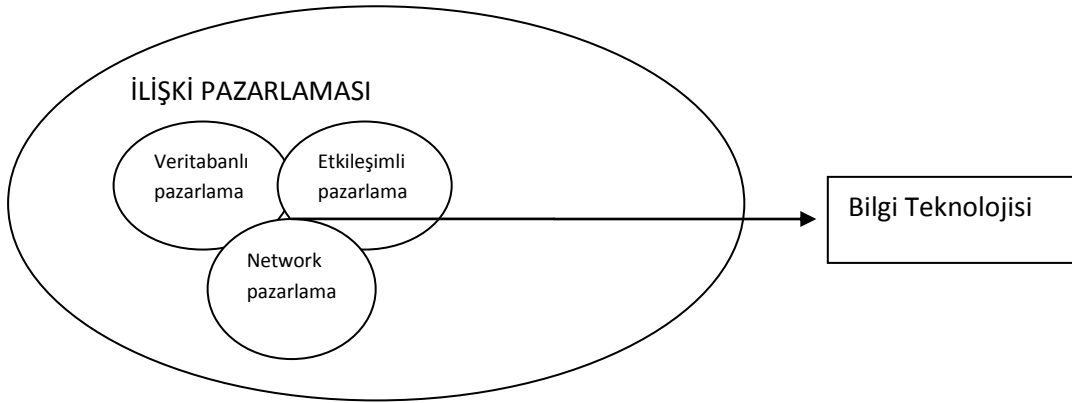 İLİŞKİ PAZARLAMASI
Veritabanlı
pazarlama
Etkileşimli
pazarlama
Network
pazarlama
Bilgi Teknolojisi